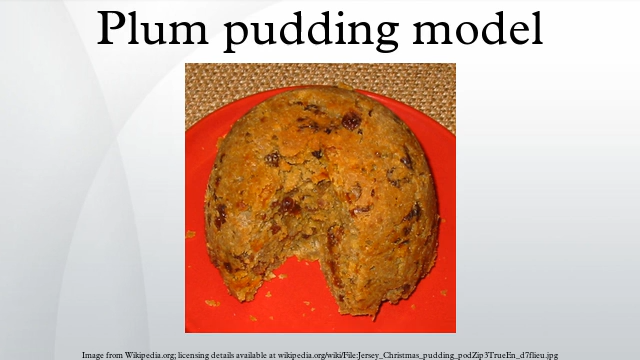 Plum pudding model
Image from Wikipedia.org; licensing details available at wikipedia.org/wiki/File:Jersey_Christmas_pudding_podZip3TrueEn_d7flieu.jpg